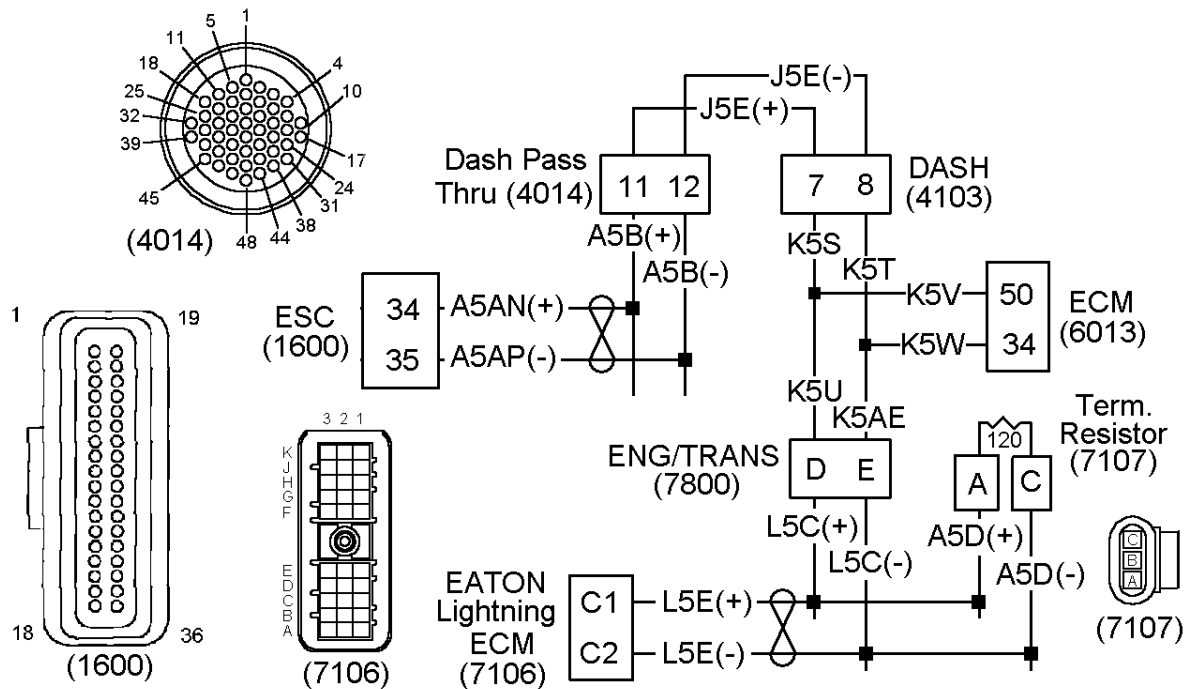 1
5
4
11
18
10
25
32
39
17
24
45
31
38
44
48
(4014)
J5E(-)
J5E(+)
Dash Pass
Thru (4014)
11 12
7 8
DASH
(4103)
A5B(+)
A5B(-)
K5S
K5T
ESC
(1600)
34
35
A5AN(+)
A5AP(-)
K5V
K5W
50
34
ECM
(6013)
K5U
K5AE
ENG/TRANS
(7800)
D E
L5C(+)
L5C(-)
120
A
C
Term.
Resistor
(7107)
A5D(+)
A5D(-)
C
B
A
(7107)
EATON
Lightning
ECM
(7106)
C1
C2
L5E(+)
L5E(-)
1
19
18
36
(1600)
3 2 1
K
J
H
G
F
E
D
C
B
A
(7106)